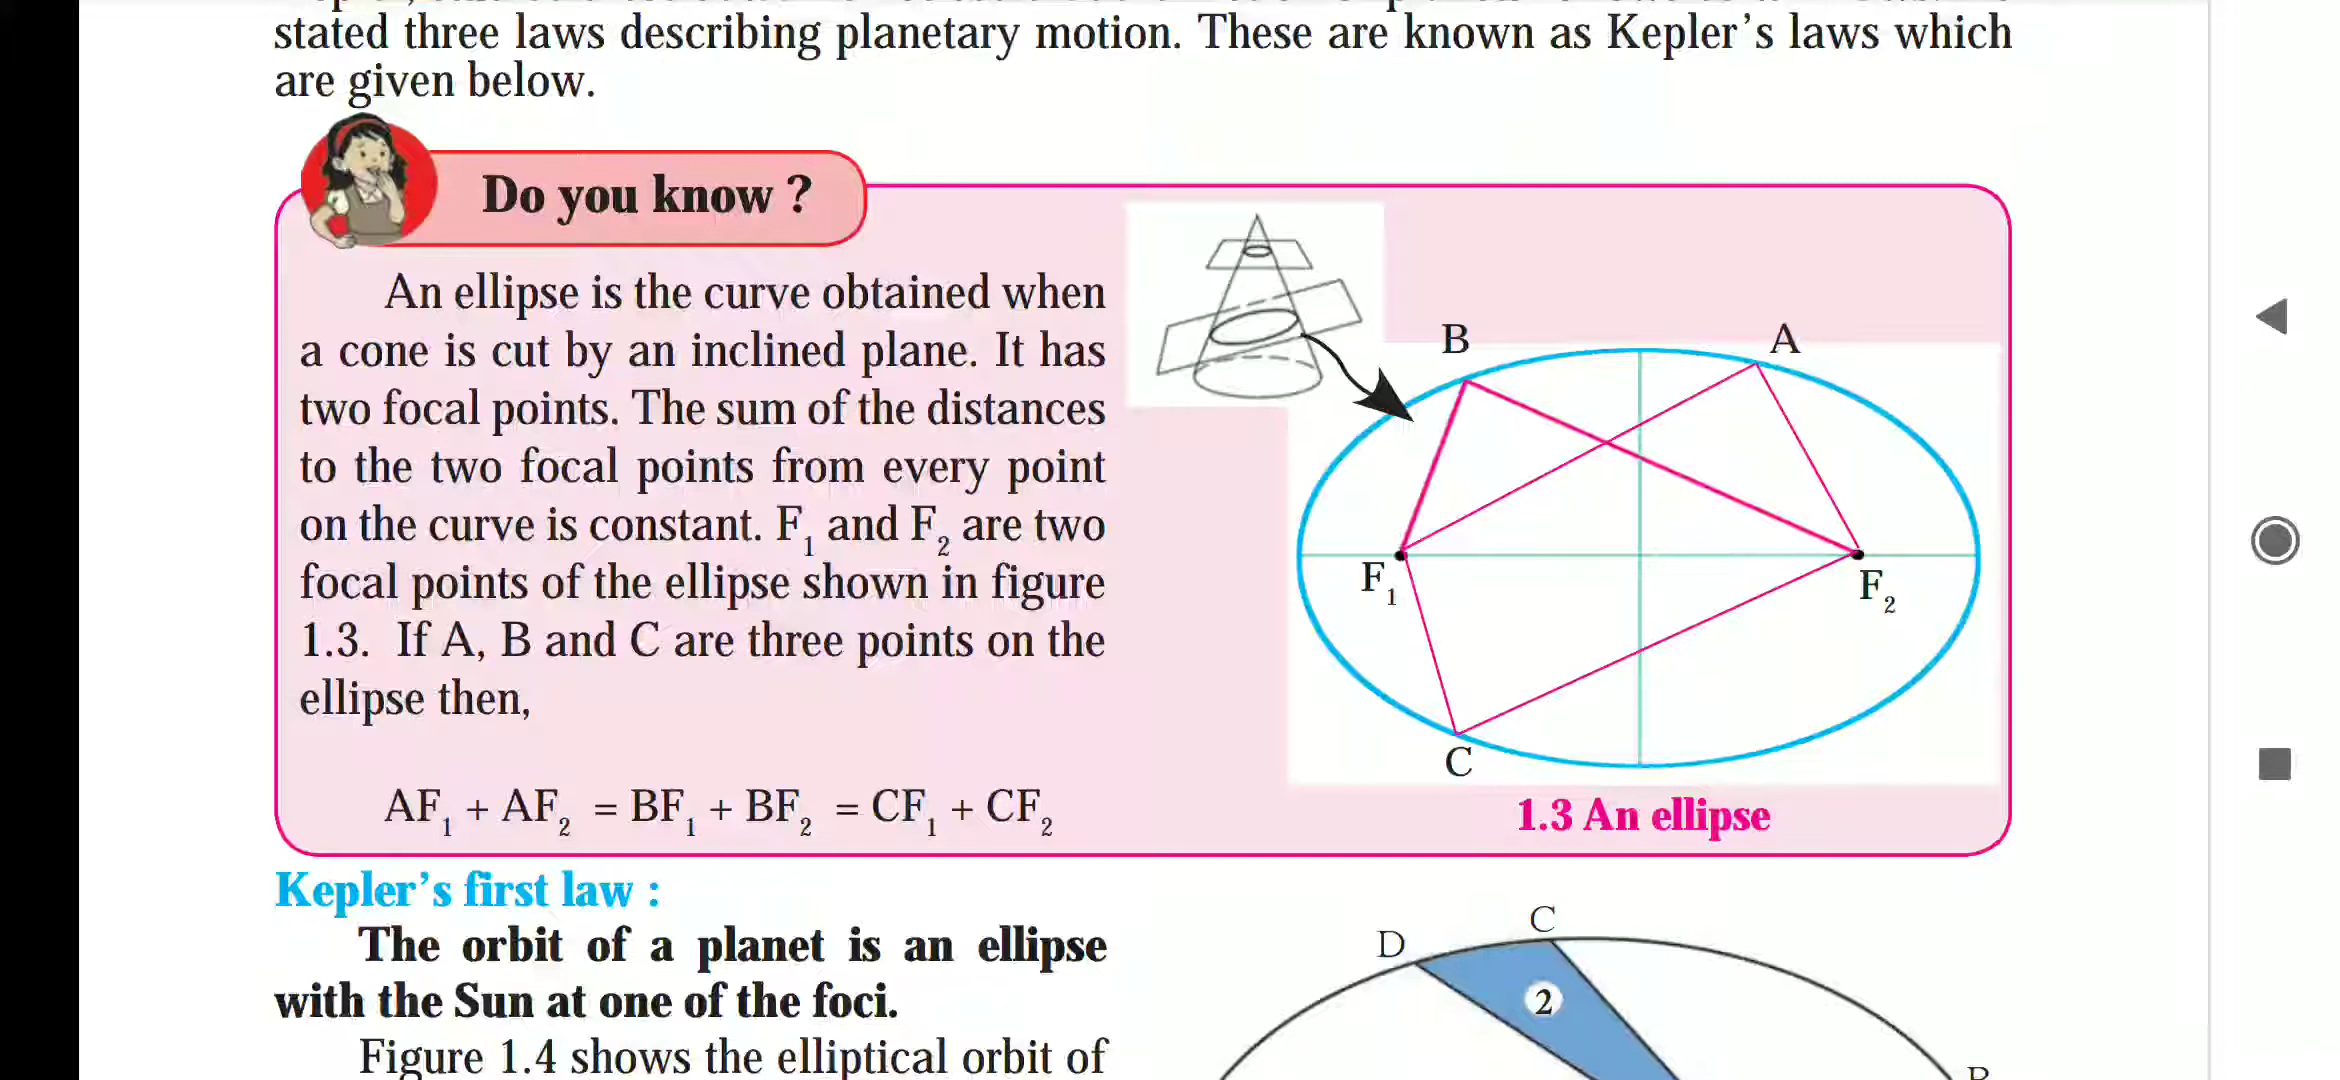 stated three laws describing planetary motion. These are known as Kepler's laws which
are given below.
Do you know ?
An ellipse is the curve obtained when
a cone is cut by an inclined plane. It has
two focal points. The sum of the distances
to the two focal points from every point
on the curve is constant. F₁ and F₂ are two
focal points of the ellipse shown in figure
1.3. If A, B and C are three points on the
ellipse then,
AF₁ + AF₂ = BF₁ + BF₂ = CF₁ + CF₂
B
A
F₁
F₂
C
1.3 An ellipse
Kepler's first law :
The orbit of a planet is an ellipse
with the Sun at one of the foci.
Figure 1.4 shows the elliptical orbit of
C
D
2